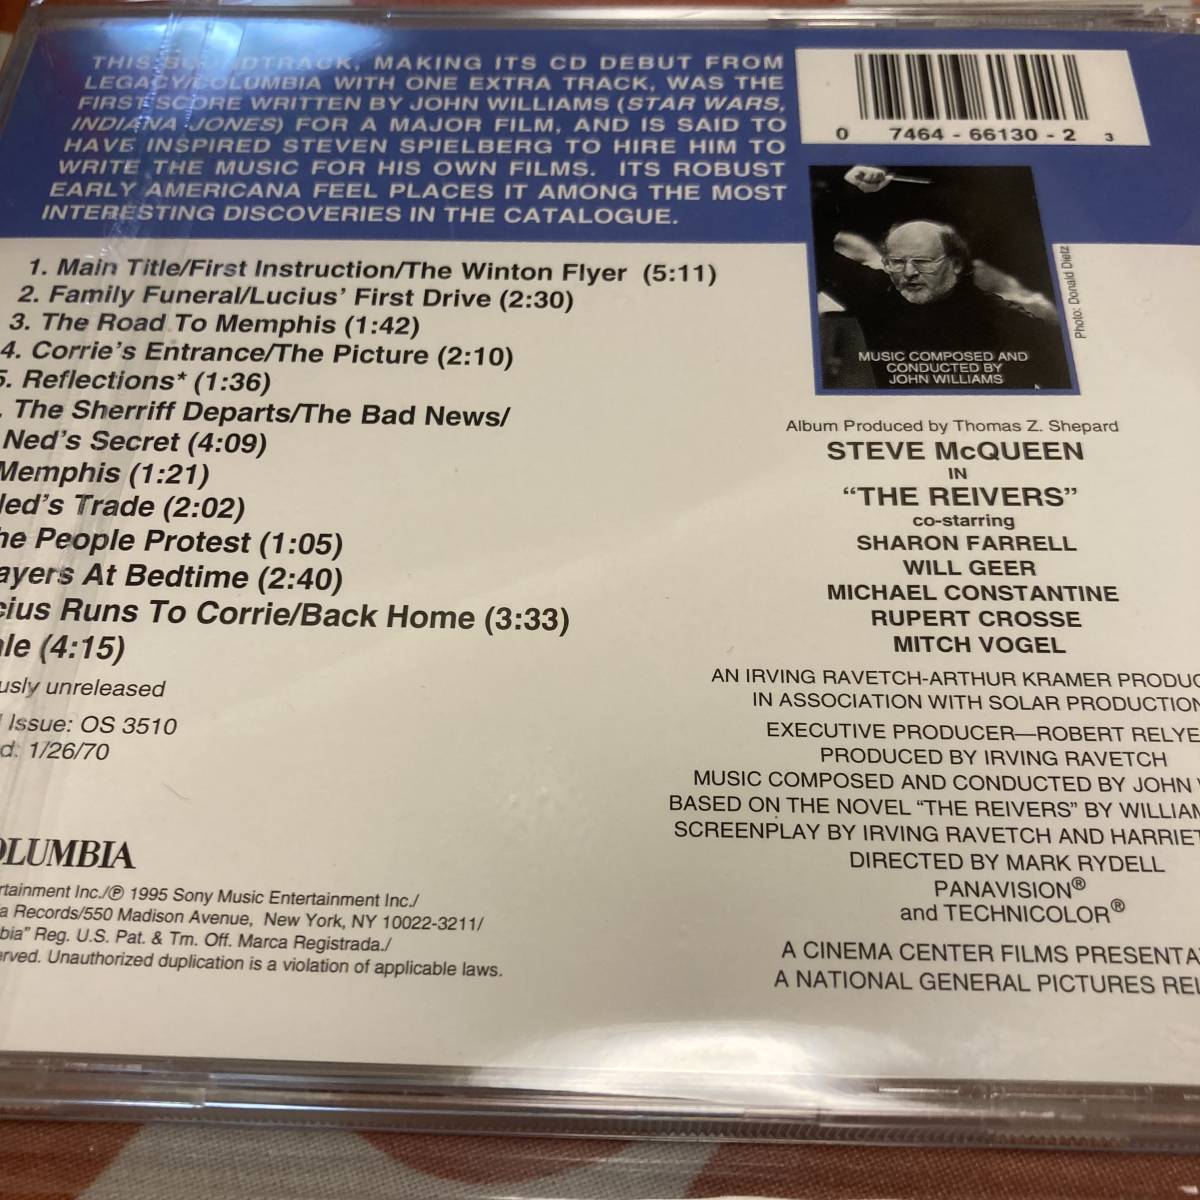 THIS SOUNDTRACK, MAKING ITS CD DEBUT FROM
LEGACY/COLUMBIA WITH ONE EXTRA TRACK, WAS THE
FIRST SCORE WRITTEN BY JOHN WILLIAMS (STAR WARS,
INDIANA JONES) FOR A MAJOR FILM, AND IS SAID TO
HAVE INSPIRED STEVEN SPIELBERG TO HIRE HIM TO
WRITE THE MUSIC FOR HIS OWN FILMS. ITS ROBUST
EARLY AMERICANA FEEL PLACES IT AMONG THE MOST
INTERESTING DISCOVERIES IN THE CATALOGUE.
0 7464-66130-2 3
1. Main Title/First Instruction/The Winton Flyer (5:11)
2. Family Funeral/Lucius' First Drive (2:30)
3. The Road To Memphis (1:42)
4. Corrie's Entrance/The Picture (2:10)
5. Reflections* (1:36)
. The Sherriff Departs/The Bad News/
Ned's Secret (4:09)
Memphis (1:21)
Ned's Trade (2:02)
he People Protest (1:05)
ayers At Bedtime (2:40)
cius Runs To Corrie/Back Home (3:33)
ale (4:15)
usly unreleased
Issue: OS 3510
d: 1/26/70
OLUMBIA
rtainment Inc./℗ 1995 Sony Music Entertainment Inc./
a Records/550 Madison Avenue, New York, NY 10022-3211/
bia" Reg. U.S. Pat. & Tm. Off. Marca Registrada./
erved. Unauthorized duplication is a violation of applicable laws.
MUSIC COMPOSED AND
CONDUCTED BY
JOHN WILLIAMS
Photo: Donald Dietz
Album Produced by Thomas Z. Shepard
STEVE McQUEEN
IN
"THE REIVERS"
co-starring
SHARON FARRELL
WILL GEER
MICHAEL CONSTANTINE
RUPERT CROSSE
MITCH VOGEL
AN IRVING RAVETCH-ARTHUR KRAMER PRODUC
IN ASSOCIATION WITH SOLAR PRODUCTION
EXECUTIVE PRODUCER—ROBERT RELYE
PRODUCED BY IRVING RAVETCH
MUSIC COMPOSED AND CONDUCTED BY JOHN
BASED ON THE NOVEL "THE REIVERS" BY WILLIAM
SCREENPLAY BY IRVING RAVETCH AND HARRIET
DIRECTED BY MARK RYDELL
PANAVISION®
and TECHNICOLOR®
A CINEMA CENTER FILMS PRESENTA
A NATIONAL GENERAL PICTURES REL